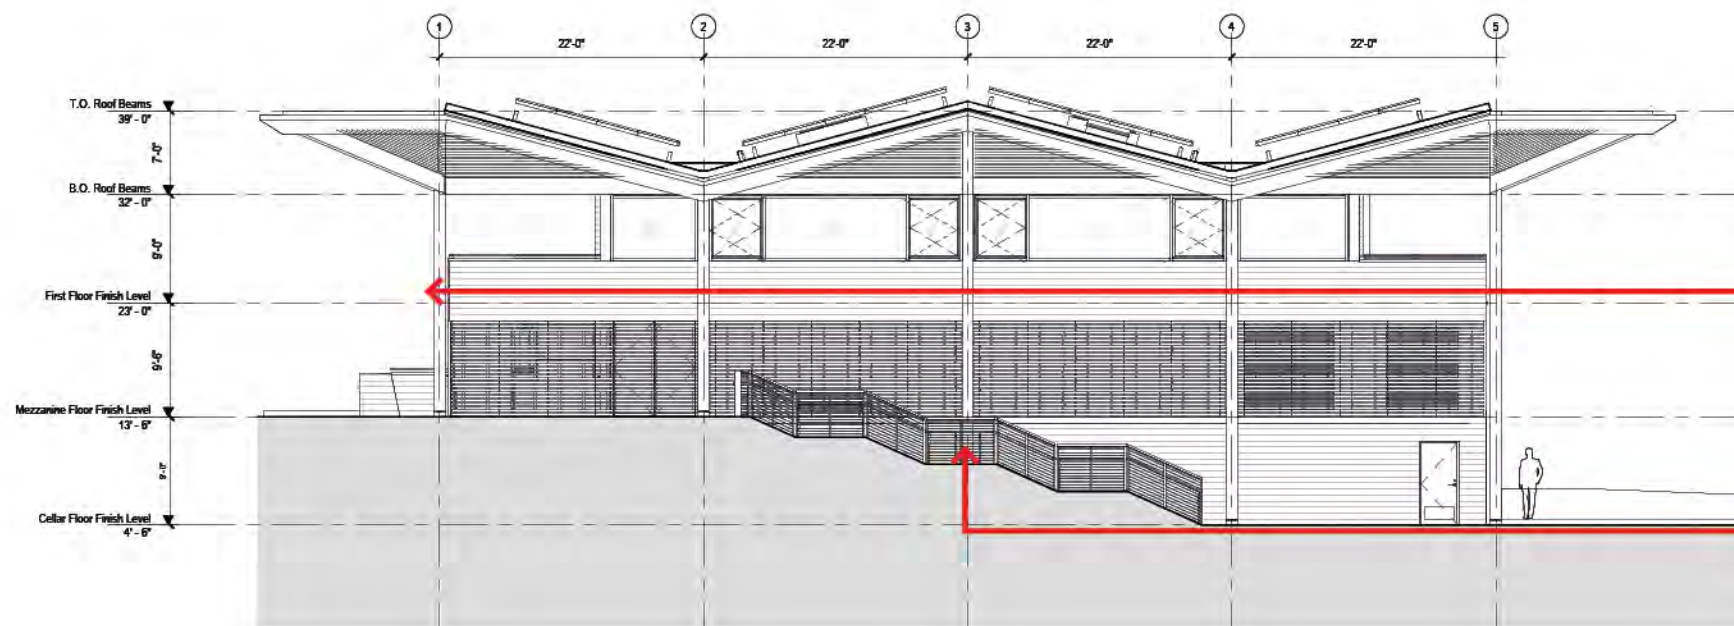 1 2 3 4 5
22'-0" 22'-0" 22'-0" 22'-0"
T.O. Roof Beams
39' - 0"
7'-0"
B.O. Roof Beams
32' - 0"
9'-0"
First Floor Finish Level
23' - 0"
9'-6"
Mezzanine Floor Finish Level
13' - 6"
9'-0"
Cellar Floor Finish Level
4' - 6"